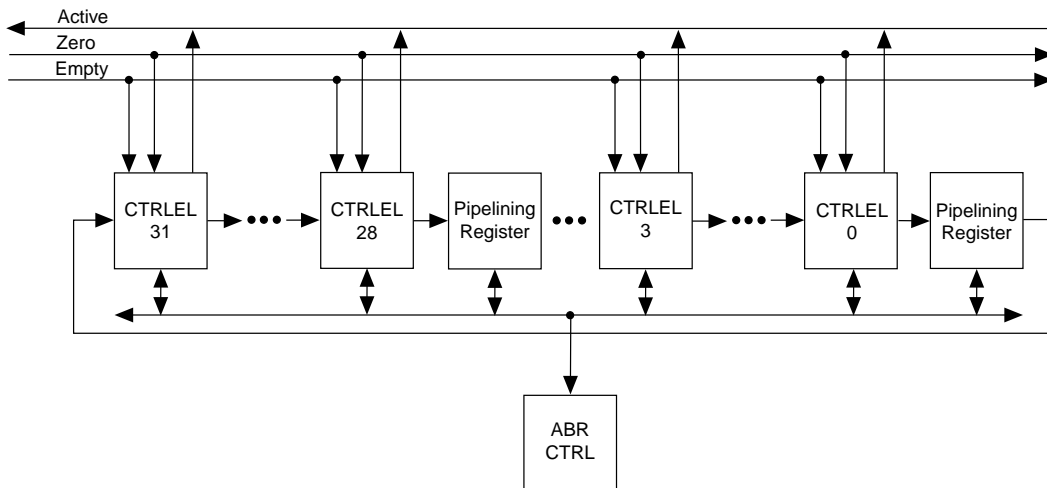 Active
Zero
Empty
CTRLEL
31
CTRLEL
28
Pipelining
Register
CTRLEL
3
CTRLEL
0
Pipelining
Register
ABR
CTRL